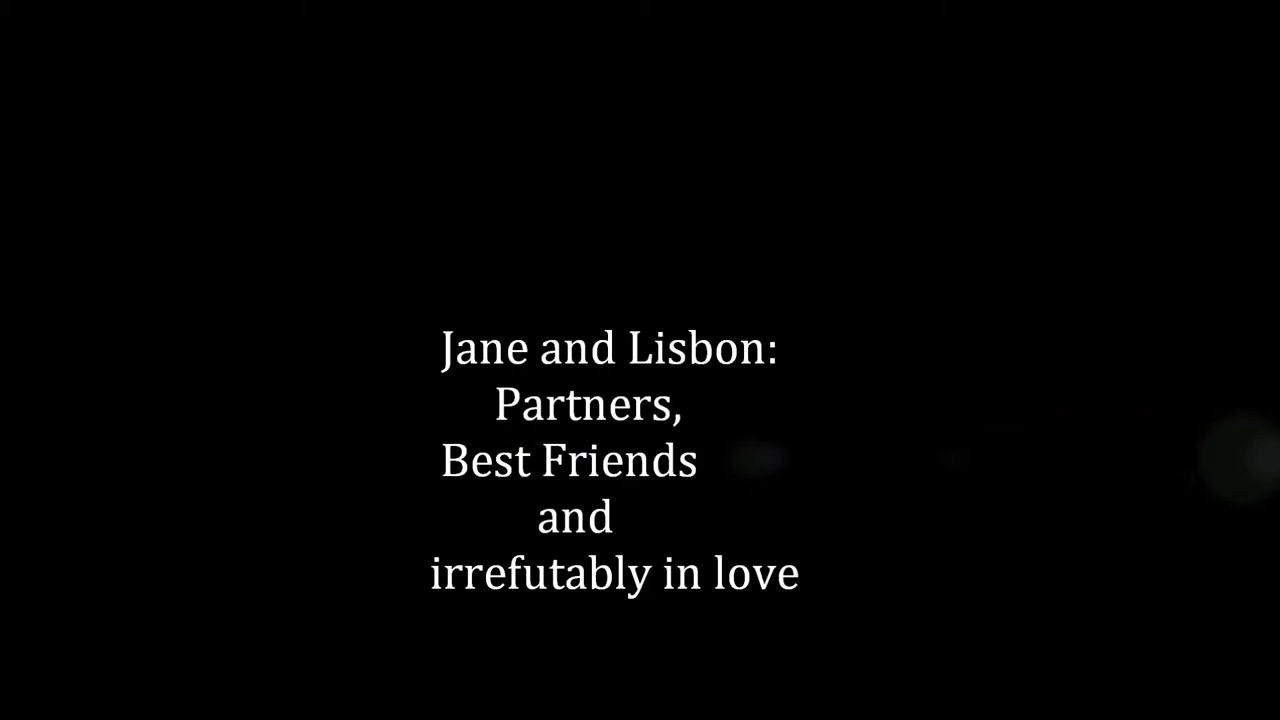 Jane and Lisbon:
Partners,
Best Friends
and
irrefutably in love